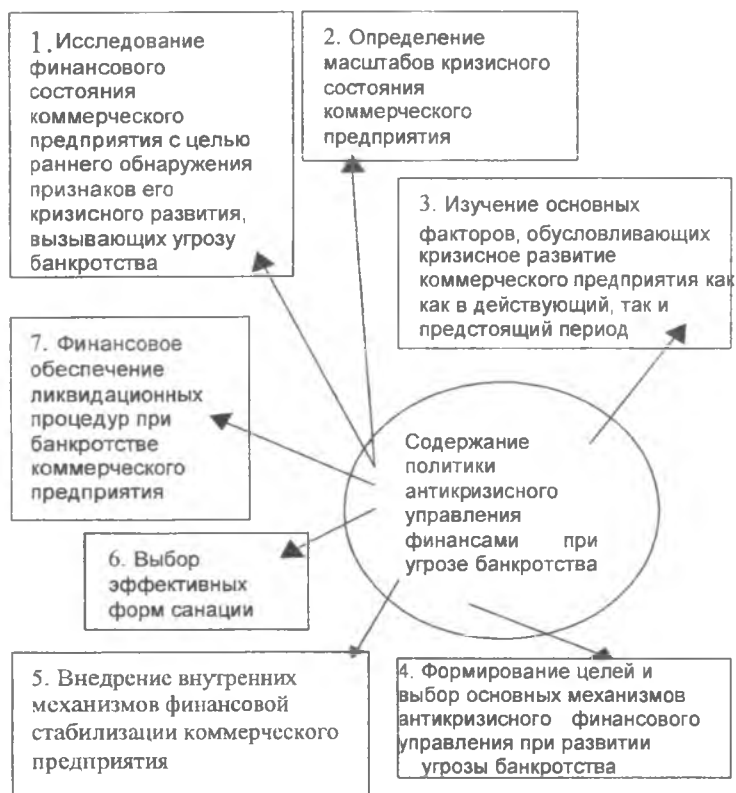 1. Исследование
финансового
состояния
коммерческого
предприятия с целью
раннего обнаружения
признаков его
кризисного развития,
вызывающих угрозу
банкротства
2. Определение
масштабов кризисного
состояния
коммерческого
предприятия
3. Изучение основных
факторов, обусловливающих
кризисное развитие
коммерческого предприятия как
как в действующий, так и
предстоящий период
7. Финансовое
обеспечение
ликвидационных
процедур при
банкротстве
коммерческого
предприятия
Содержание
политики
антикризисного
управления
финансами при
угрозе банкротства
6. Выбор
эффективных
форм санации
5. Внедрение внутренних
механизмов финансовой
стабилизации коммерческого
предприятия
4. Формирование целей и
выбор основных механизмов
антикризисного финансового
управления при развитии
угрозы банкротства